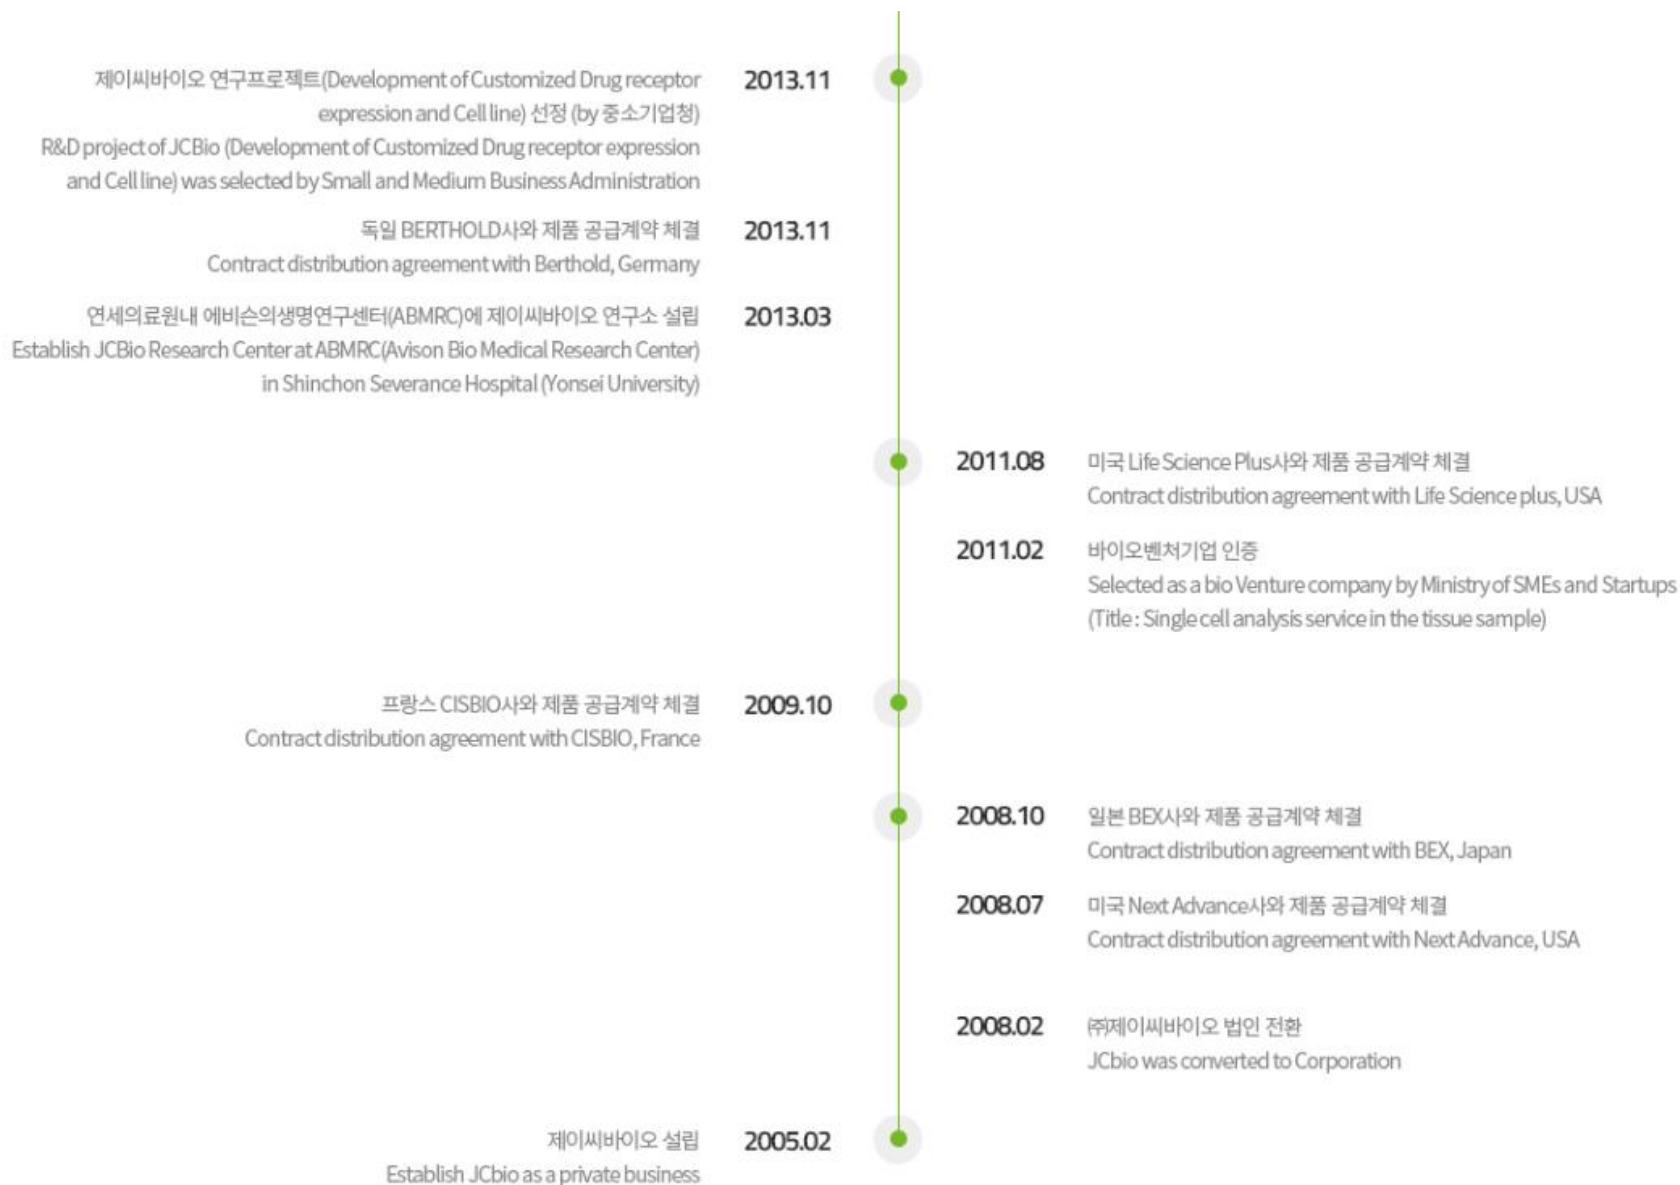 제이씨바이오 연구프로젝트(Development of Customized Drug receptor
expression and Cell line) 선정 (by 중소기업청)
R&D project of JCBio (Development of Customized Drug receptor expression
and Cell line) was selected by Small and Medium Business Administration
2013.11
독일 BERTHOLD사와 제품 공급계약 체결
Contract distribution agreement with Berthold, Germany
2013.11
연세의료원내 에비슨의생명연구센터(ABMRC)에 제이씨바이오 연구소 설립
Establish JCBio Research Center at ABMRC(Avison Bio Medical Research Center)
in Shinchon Severance Hospital (Yonsei University)
2013.03
2011.08
미국 Life Science Plus사와 제품 공급계약 체결
Contract distribution agreement with Life Science plus, USA
2011.02
바이오벤처기업 인증
Selected as a bio Venture company by Ministry of SMEs and Startups
(Title : Single cell analysis service in the tissue sample)
프랑스 CISBIO사와 제품 공급계약 체결
Contract distribution agreement with CISBIO, France
2009.10
2008.10
일본 BEX사와 제품 공급계약 체결
Contract distribution agreement with BEX, Japan
2008.07
미국 Next Advance사와 제품 공급계약 체결
Contract distribution agreement with Next Advance, USA
2008.02
㈜제이씨바이오 법인 전환
JCbio was converted to Corporation
제이씨바이오 설립
Establish JCbio as a private business
2005.02